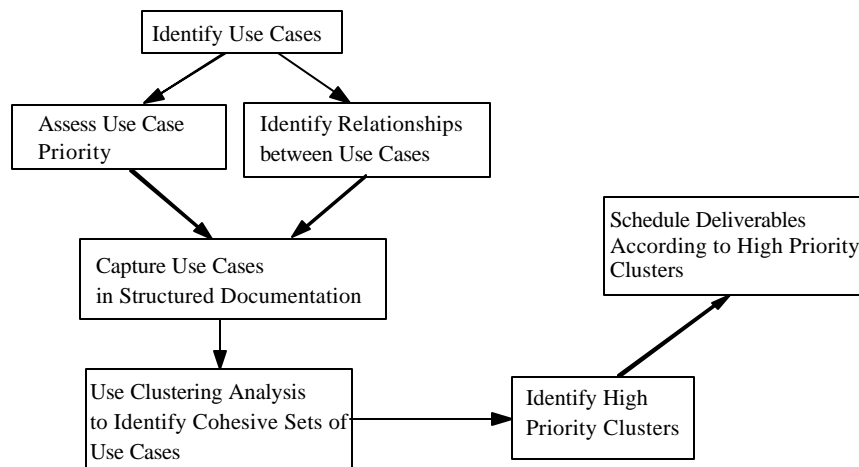 Identify Use Cases
Assess Use Case
Priority
Identify Relationships
between Use Cases
Schedule Deliverables
According to High Priority
Clusters
Capture Use Cases
in Structured Documentation
Use Clustering Analysis
to Identify Cohesive Sets of
Use Cases
Identify High
Priority Clusters